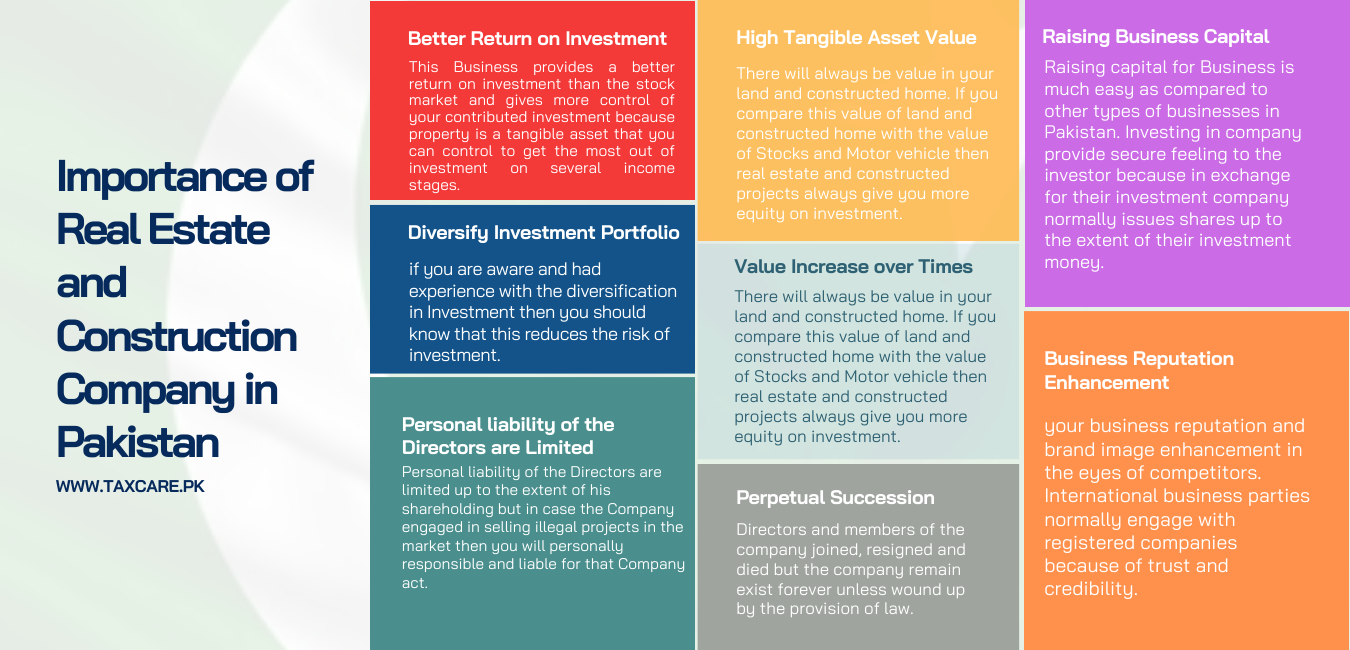 Importance of
Real Estate
and
Construction
Company in
Pakistan
WWW.TAXCARE.PK
Better Return on Investment
This Business provides a better
return on investment than the stock
market and gives more control of
your contributed investment because
property is a tangible asset that you
can control to get the most out of
investment on several income
stages.
Diversify Investment Portfolio
if you are aware and had
experience with the diversification
in Investment then you should
know that this reduces the risk of
investment.
Personal liability of the
Directors are Limited
Personal liability of the Directors are
limited up to the extent of his
shareholding but in case the Company
engaged in selling illegal projects in the
market then you will personally
responsible and liable for that Company
act.
High Tangible Asset Value
There will always be value in your
land and constructed home. If you
compare this value of land and
constructed home with the value
of Stocks and Motor vehicle then
real estate and constructed
projects always give you more
equity on investment.
Value Increase over Times
There will always be value in your
land and constructed home. If you
compare this value of land and
constructed home with the value
of Stocks and Motor vehicle then
real estate and constructed
projects always give you more
equity on investment.
Perpetual Succession
Directors and members of the
company joined, resigned and
died but the company remain
exist forever unless wound up
by the provision of law.
Raising Business Capital
Raising capital for Business is
much easy as compared to
other types of businesses in
Pakistan. Investing in company
provide secure feeling to the
investor because in exchange
for their investment company
normally issues shares up to
the extent of their investment
money.
Business Reputation
Enhancement
your business reputation and
brand image enhancement in
the eyes of competitors.
International business parties
normally engage with
registered companies
because of trust and
credibility.